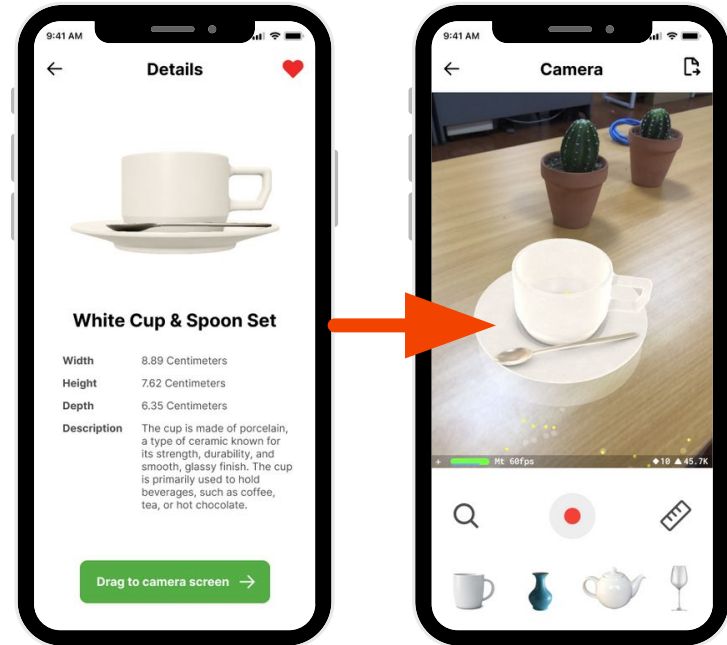 9:41 AM
Details
White Cup & Spoon Set
Width 8.89 Centimeters
Height 7.62 Centimeters
Depth 6.35 Centimeters
Description The cup is made of porcelain,
a type of ceramic known for
its strength, durability, and
smooth, glassy finish. The cup
is primarily used to hold
beverages, such as coffee,
tea, or hot chocolate.
Drag to camera screen →
9:41 AM
Camera
+ Mt 60fps ◆10 ▲45.7K